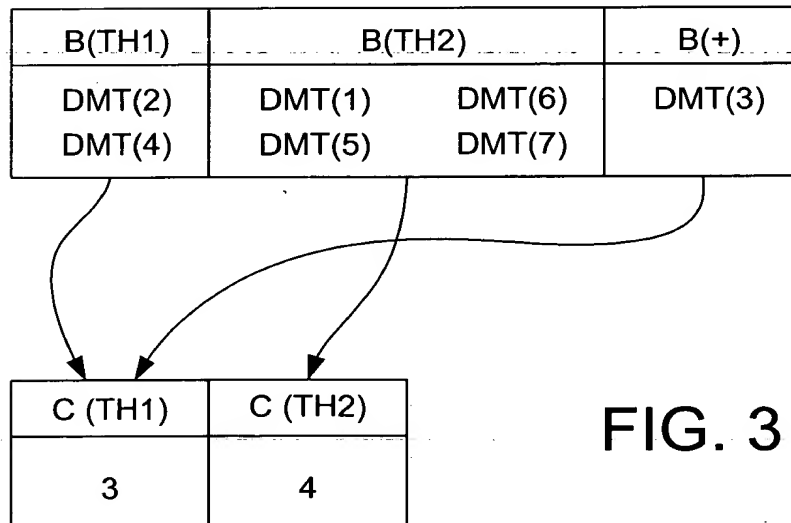 B(TH1) B(TH2) B(+)
DMT(2) DMT(1) DMT(6) DMT(3)
DMT(4) DMT(5) DMT(7)
C (TH1) C (TH2)
3 4
FIG. 3